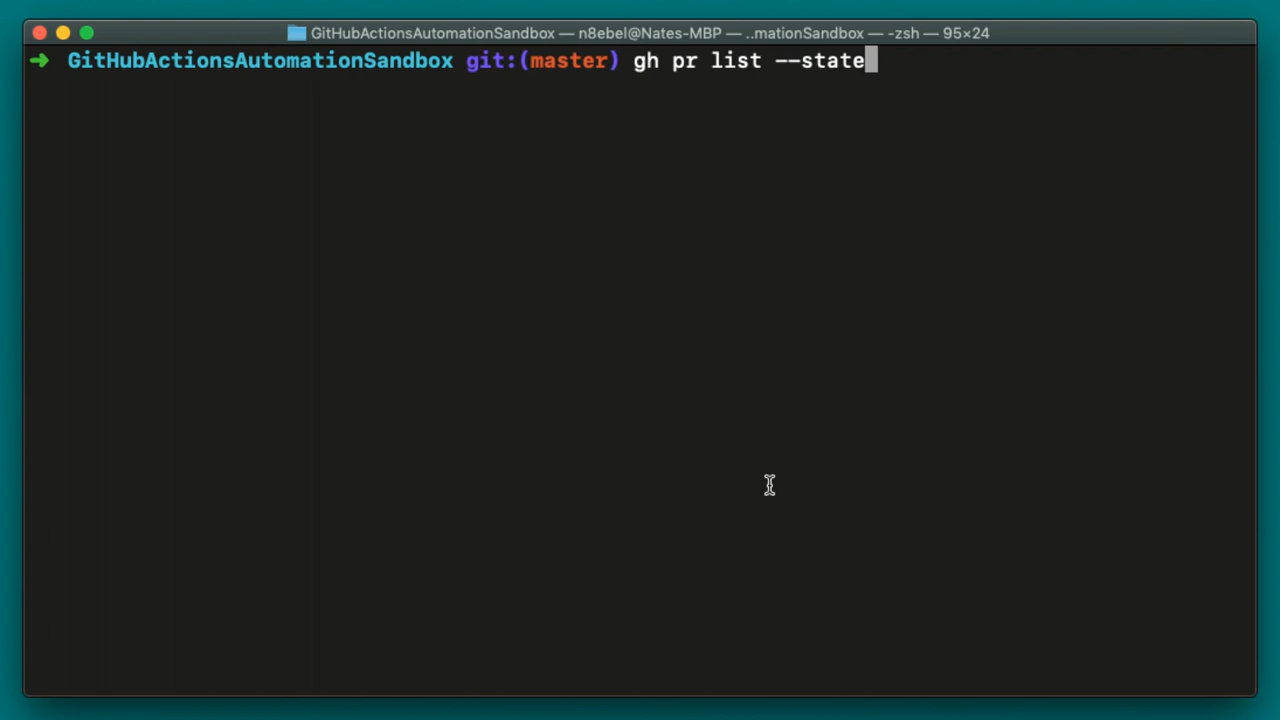 GitHubActionsAutomationSandbox — n8ebel@Nates-MBP — ..mationSandbox — -zsh — 95×24
➜ GitHubActionsAutomationSandbox git:(master) gh pr list --state